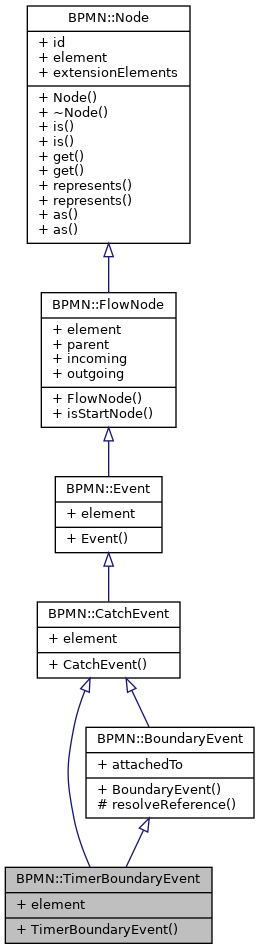 BPMN::Node
+ id
+ element
+ extensionElements
+ Node()
+ ~Node()
+ is()
+ is()
+ get()
+ get()
+ represents()
+ represents()
+ as()
+ as()
BPMN::FlowNode
+ element
+ parent
+ incoming
+ outgoing
+ FlowNode()
+ isStartNode()
BPMN::Event
+ element
+ Event()
BPMN::CatchEvent
+ element
+ CatchEvent()
BPMN::BoundaryEvent
+ attachedTo
+ BoundaryEvent()
# resolveReference()
BPMN::TimerBoundaryEvent
+ element
+ TimerBoundaryEvent()